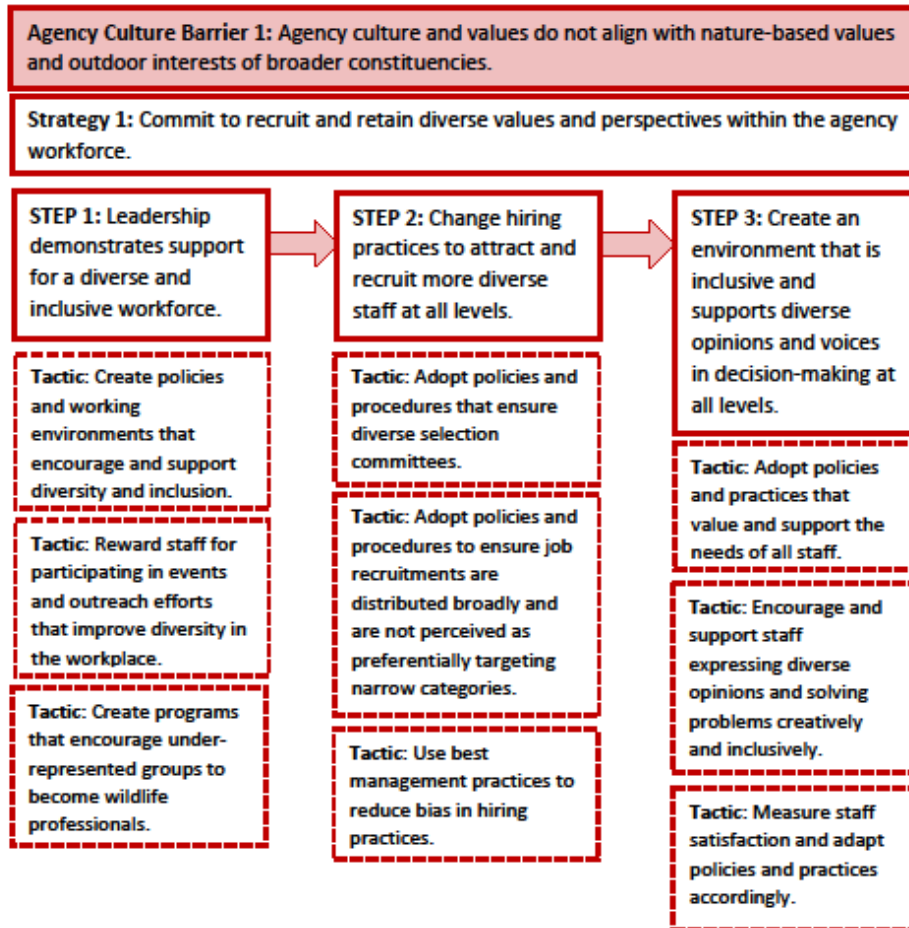 Agency Culture Barrier 1: Agency culture and values do not align with nature-based values
and outdoor interests of broader constituencies.
Strategy 1: Commit to recruit and retain diverse values and perspectives within the agency
workforce.
STEP 1: Leadership
demonstrates support
for a diverse and
inclusive workforce.
Tactic: Create policies
and working
environments that
encourage and support
diversity and inclusion.
Tactic: Reward staff for
participating in events
and outreach efforts
that improve diversity in
the workplace.
Tactic: Create programs
that encourage under-
represented groups to
become wildlife
professionals.
STEP 2: Change hiring
practices to attract and
recruit more diverse
staff at all levels.
Tactic: Adopt policies and
procedures that ensure
diverse selection
committees.
Tactic: Adopt policies and
procedures to ensure job
recruitments are
distributed broadly and
are not perceived as
preferentially targeting
narrow categories.
Tactic: Use best
management practices to
reduce bias in hiring
practices.
STEP 3: Create an
environment that is
inclusive and
supports diverse
opinions and voices
in decision-making at
all levels.
Tactic: Adopt policies
and practices that
value and support the
needs of all staff.
Tactic: Encourage and
support staff
expressing diverse
opinions and solving
problems creatively
and inclusively.
Tactic: Measure staff
satisfaction and adapt
policies and practices
accordingly.